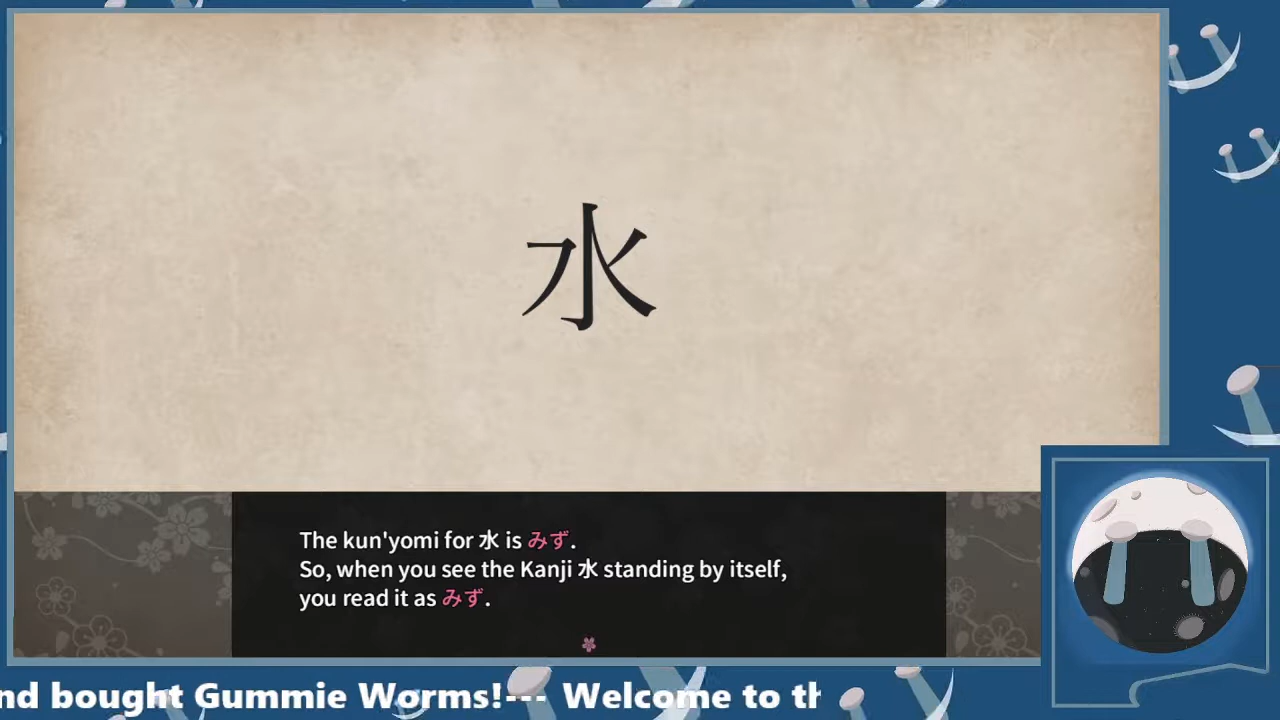 水
The kun'yomi for 水 is みず.
So, when you see the Kanji 水 standing by itself,
you read it as みず.
nd bought Gummie Worms!--- Welcome to th